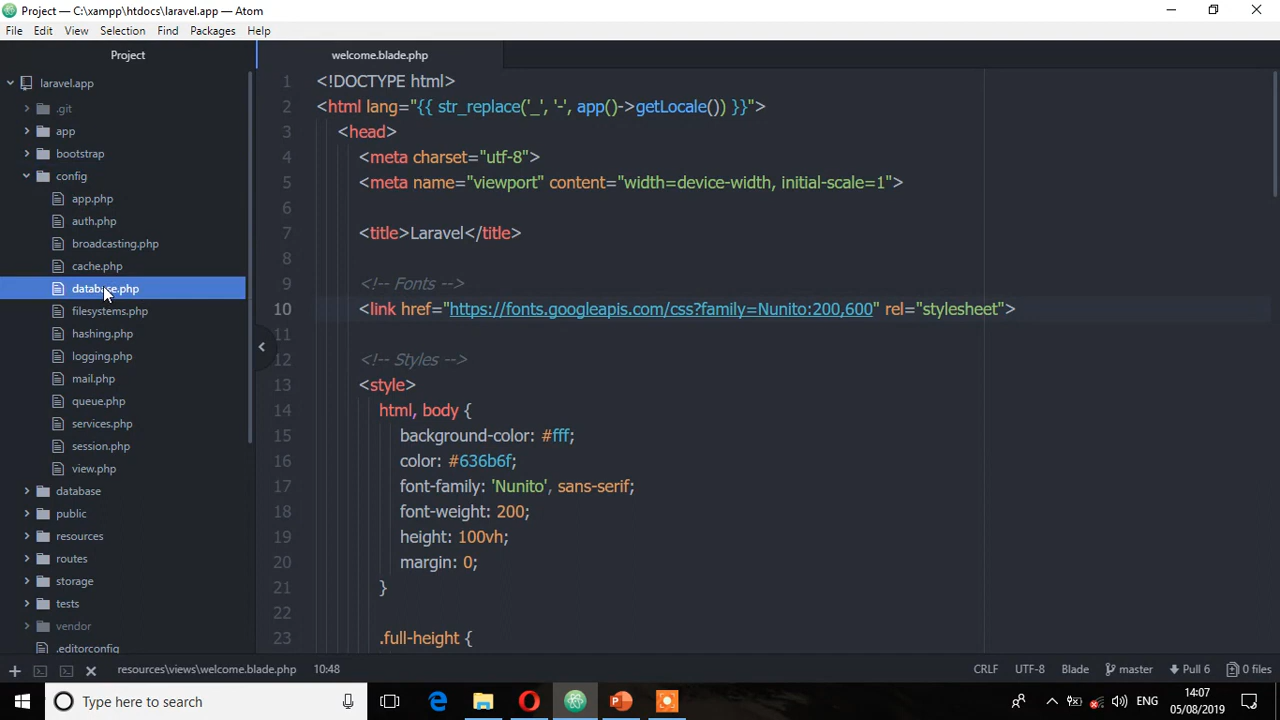 Project — C:\xampp\htdocs\laravel.app — Atom
File Edit View Selection Find Packages Help
Project
laravel.app
.git
app
bootstrap
config
app.php
auth.php
broadcasting.php
cache.php
database.php
filesystems.php
hashing.php
logging.php
mail.php
queue.php
services.php
session.php
view.php
database
public
resources
routes
storage
tests
vendor
.editorconfig
welcome.blade.php
1 <!DOCTYPE html>
2 <html lang="{{ str_replace('_', '-', app()->getLocale()) }}">
3 <head>
4 <meta charset="utf-8">
5 <meta name="viewport" content="width=device-width, initial-scale=1">
6
7 <title>Laravel</title>
8
9 <!-- Fonts -->
10 <link href="https://fonts.googleapis.com/css?family=Nunito:200,600" rel="stylesheet">
11
12 <!-- Styles -->
13 <style>
14 html, body {
15 background-color: #fff;
16 color: #636b6f;
17 font-family: 'Nunito', sans-serif;
18 font-weight: 200;
19 height: 100vh;
20 margin: 0;
21 }
22
23 .full-height {
resources\views\welcome.blade.php 10:48 CRLF UTF-8 Blade master Pull 6 0 files
Type here to search ENG 14:07
05/08/2019